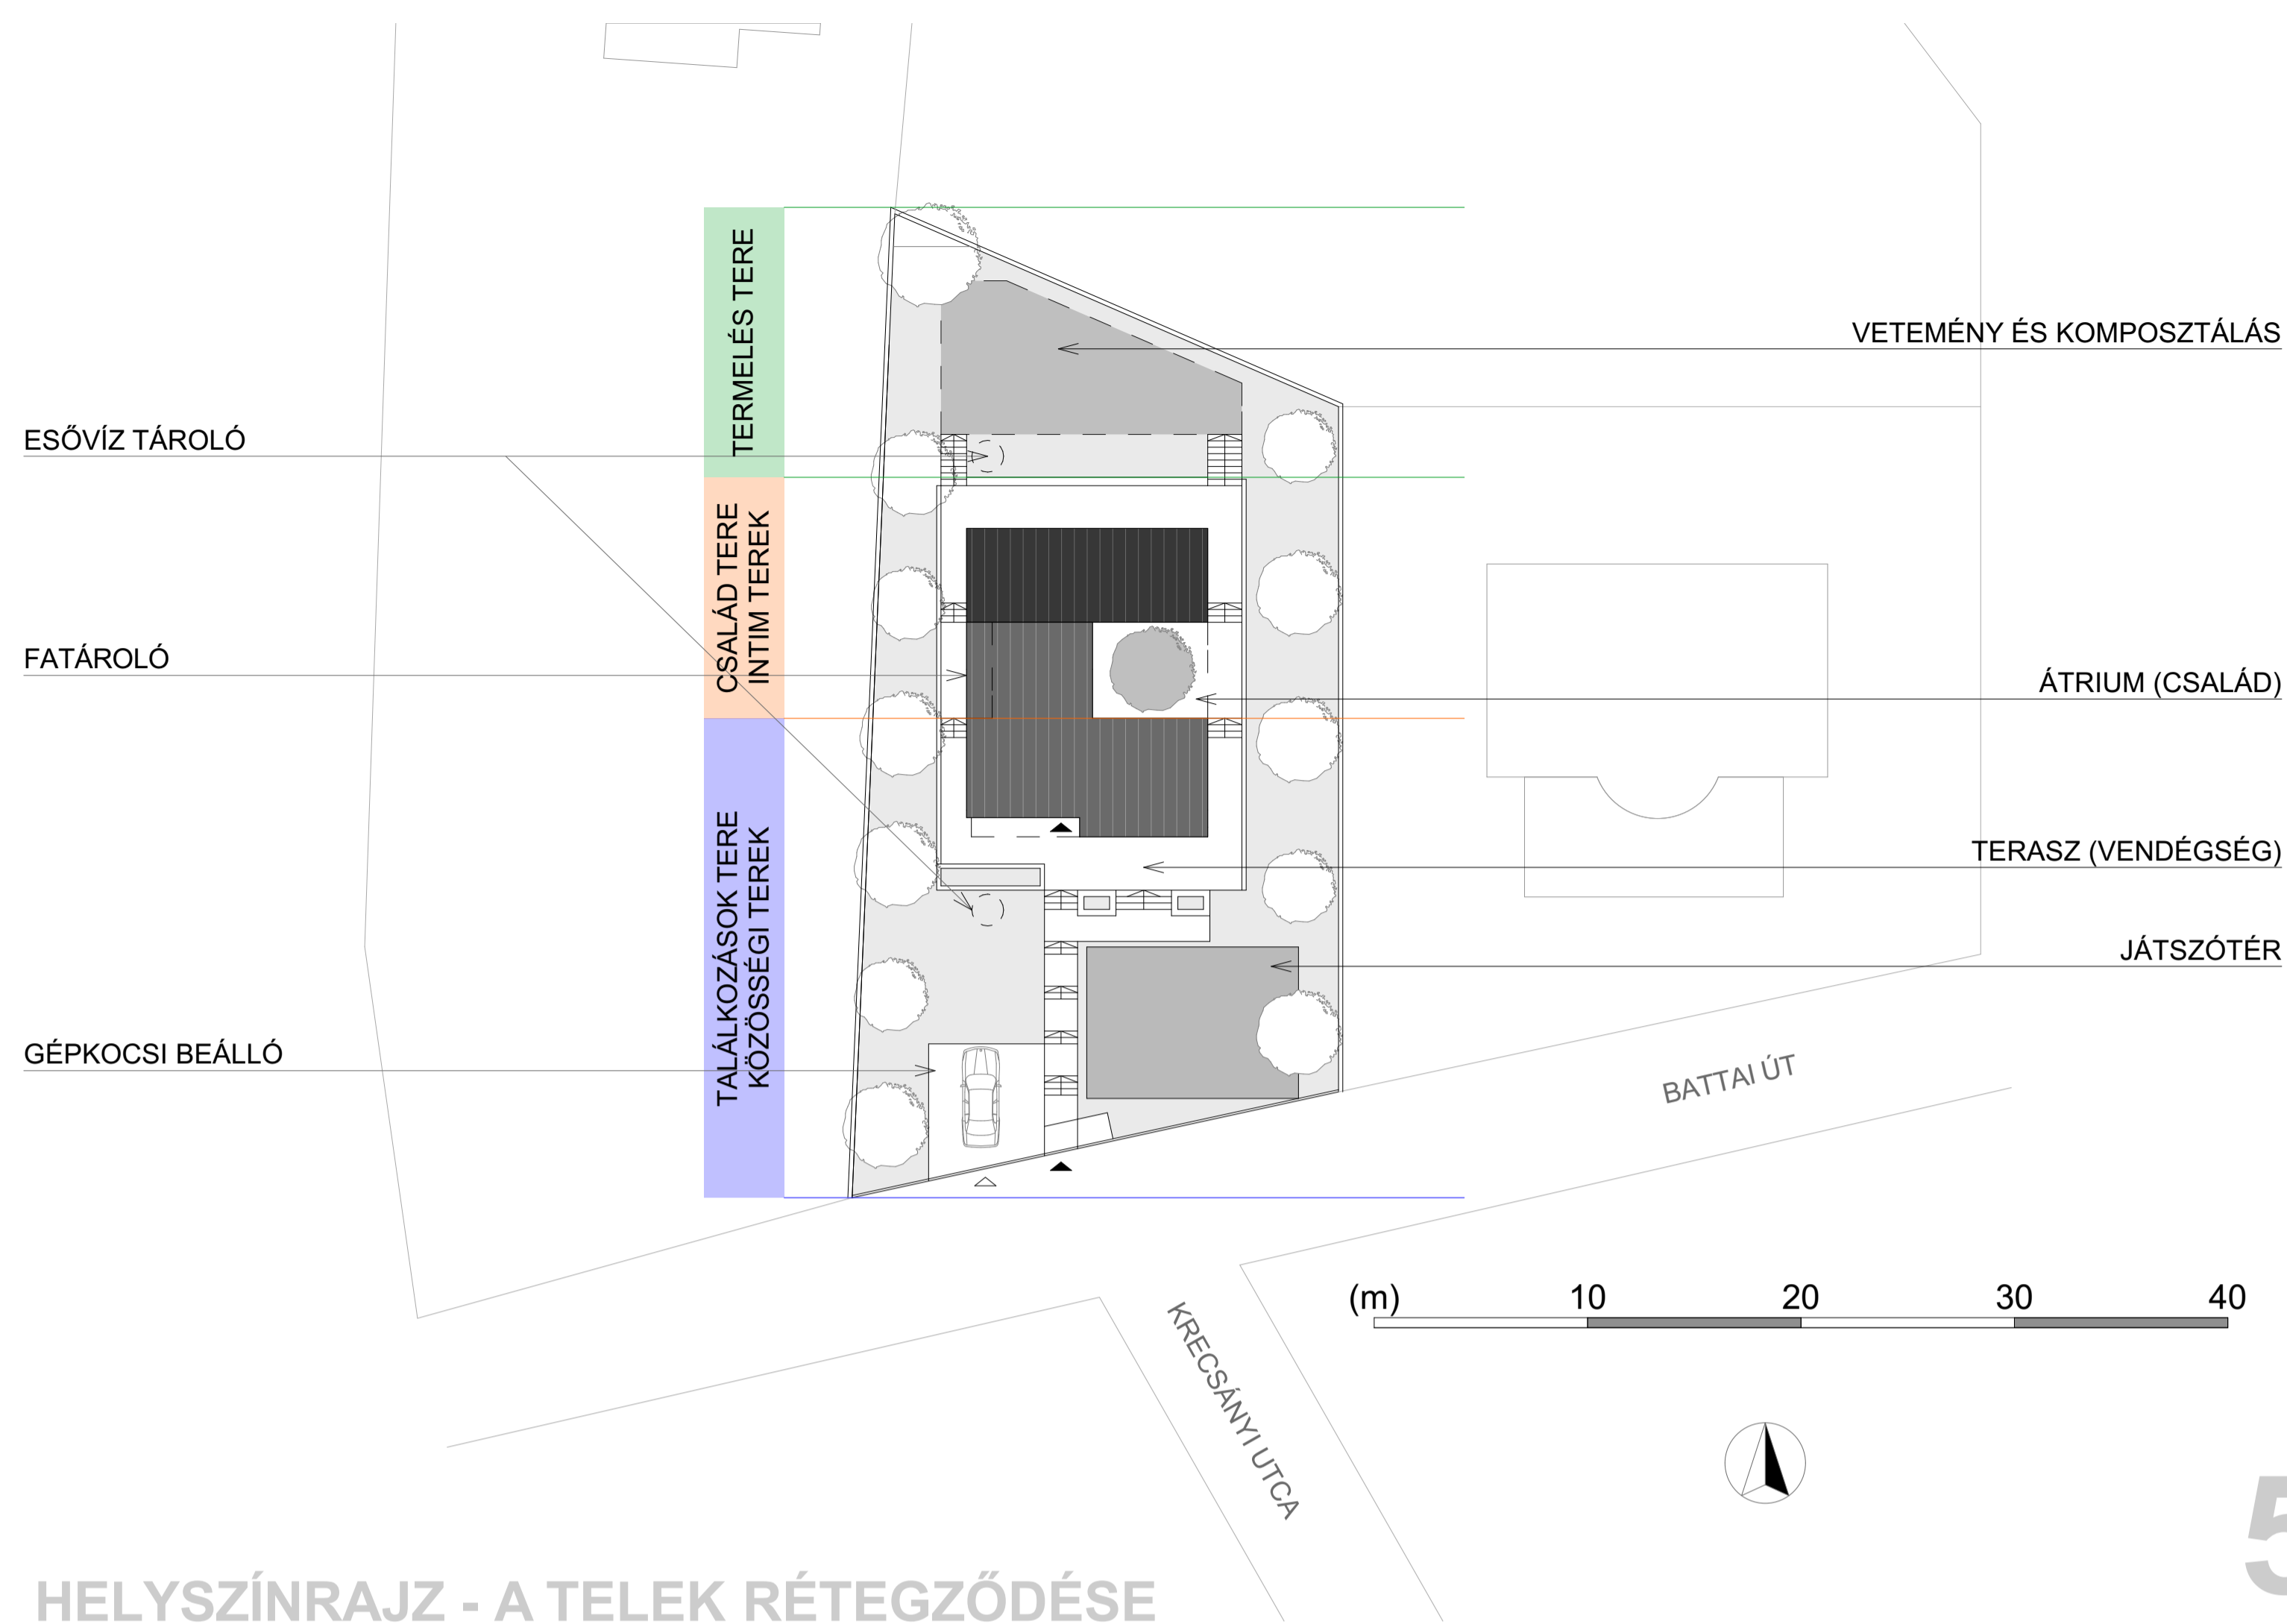 TERMELÉS TERE
VETEMÉNY ÉS KOMPOSZTÁLÁS
ESŐVÍZ TÁROLÓ
CSALÁD TERE
INTIM TEREK
FATÁROLÓ
ÁTRIUM (CSALÁD)
TERASZ (VENDÉGSÉG)
TALÁLKOZÁSOK TERE
KÖZÖSSÉGI TEREK
JÁTSZÓTÉR
GÉPKOCSI BEÁLLÓ
BATTAI ÚT
(m) 10 20 30 40
KRECSÁNYI UTCA
5
HELYSZÍNRAJZ - A TELEK RÉTEGZŐDÉSE